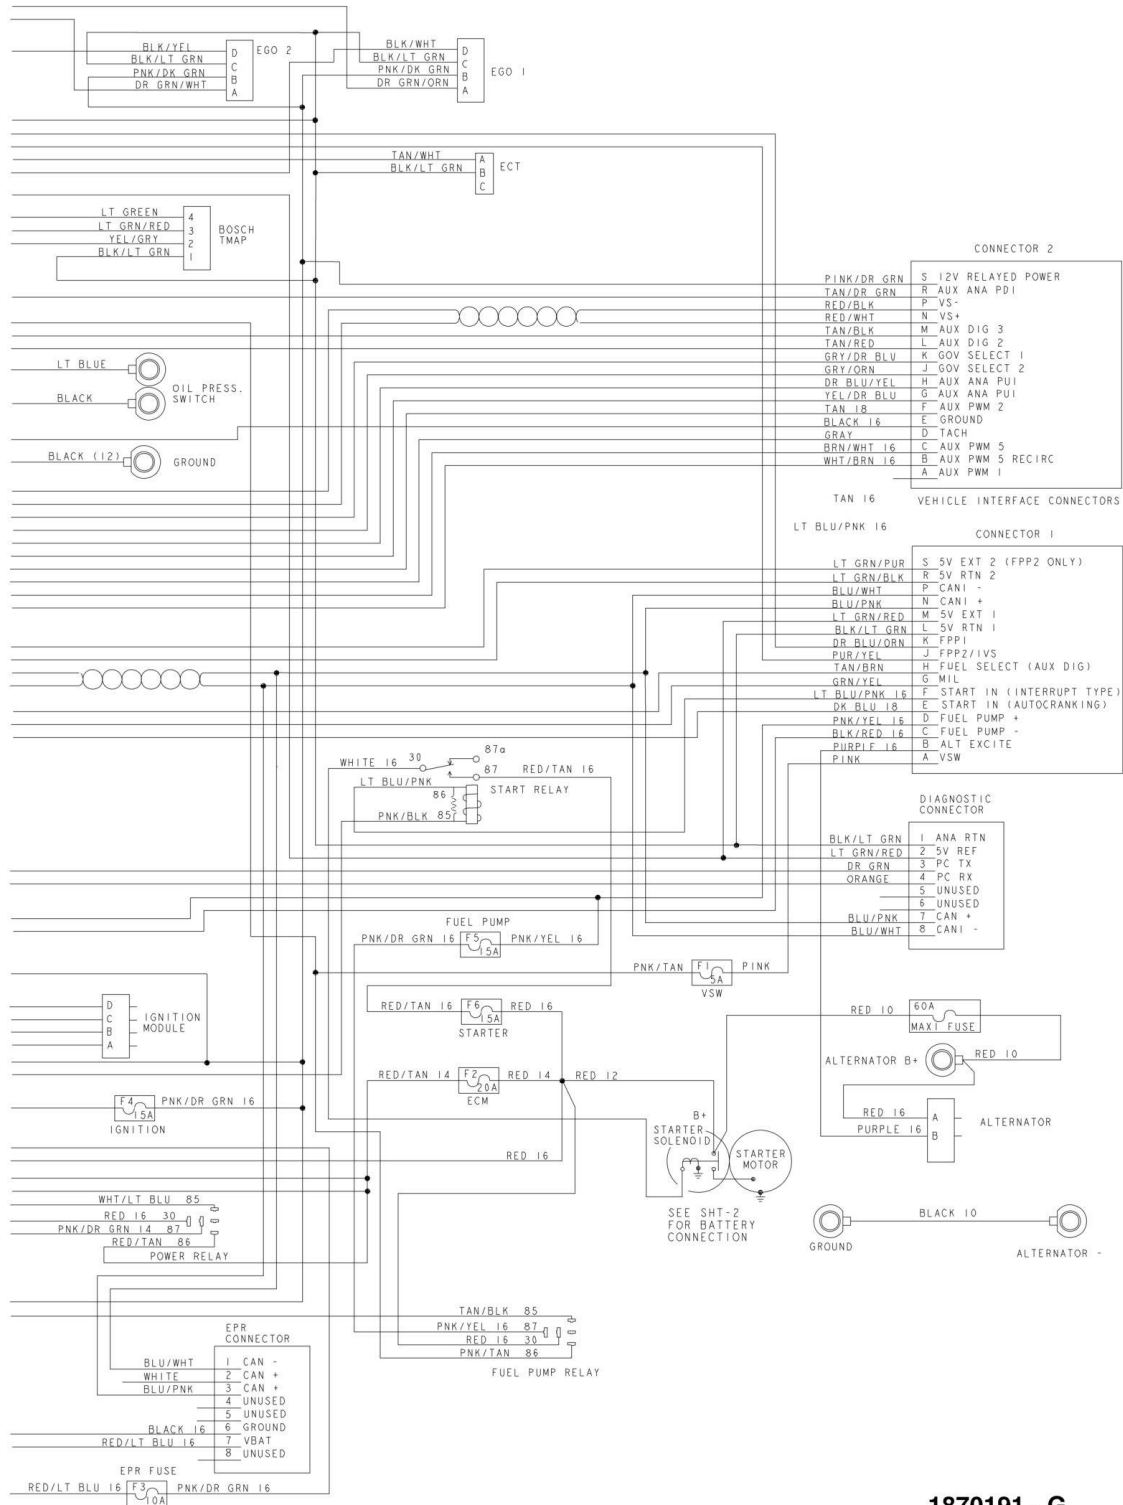 BLK/YEL
BLK/LT GRN
PNK/DK GRN
DR GRN/WHT
D
C
B
A
EGO 2
BLK/WHT
BLK/LT GRN
PNK/DK GRN
DR GRN/ORN
D
C
B
A
EGO 1
TAN/WHT
BLK/LT GRN
A
B
C
ECT
LT GREEN 4
LT GRN/RED 3
YEL/GRY 2
BLK/LT GRN 1
BOSCH
TMAP
CONNECTOR 2
PINK/DR GRN S 12V RELAYED POWER
TAN/DR GRN R AUX ANA PD1
RED/BLK P VS-
RED/WHT N VS+
TAN/BLK M AUX DIG 3
TAN/RED L AUX DIG 2
GRY/DR BLU K GOV SELECT 1
GRY/ORN J GOV SELECT 2
DR BLU/YEL H AUX ANA PU1
YEL/DR BLU G AUX ANA PU1
TAN 18 F AUX PWM 2
BLACK 16 E GROUND
GRAY D TACH
BRN/WHT 16 C AUX PWM 5
WHT/BRN 16 B AUX PWM 5 RECIRC
A AUX PWM 1
LT BLUE
BLACK
OIL PRESS.
SWITCH
BLACK (12)
GROUND
TAN 16
VEHICLE INTERFACE CONNECTORS
LT BLU/PNK 16
CONNECTOR 1
LT GRN/PUR S 5V EXT 2 (FPP2 ONLY)
LT GRN/BLK R 5V RTN 2
BLU/WHT P CAN1 -
BLU/PNK N CAN1 +
LT GRN/RED M 5V EXT 1
BLK/LT GRN L 5V RTN 1
DR BLU/ORN K FPP1
PUR/YEL J FPP2/IVS
TAN/BRN H FUEL SELECT (AUX DIG)
GRN/YEL G MIL
LT BLU/PNK 16 F START IN (INTERRUPT TYPE)
DK BLU 18 E START IN (AUTOCRANKING)
PNK/YEL 16 D FUEL PUMP +
BLK/RED 16 C FUEL PUMP -
PURPLE 16 B ALT EXCITE
PINK A VSW
WHITE 16 30
87a
87 RED/TAN 16
LT BLU/PNK
86
START RELAY
PNK/BLK 85
DIAGNOSTIC
CONNECTOR
BLK/LT GRN 1 ANA RTN
LT GRN/RED 2 5V REF
DR GRN 3 PC TX
ORANGE 4 PC RX
5 UNUSED
6 UNUSED
BLU/PNK 7 CAN +
BLU/WHT 8 CAN1 -
FUEL PUMP
PNK/DR GRN 16 F5 15A PNK/YEL 16
PNK/TAN F1 5A PINK
VSW
D
C
B
A
IGNITION
MODULE
RED/TAN 16 F6 15A RED 16
STARTER
RED 10
60A
MAXI FUSE
ALTERNATOR B+
RED 10
RED/TAN 14 F2 20A RED 14 RED 12
ECM
F4 15A PNK/DR GRN 16
IGNITION
RED 16 A
PURPLE 16 B
ALTERNATOR
B+
STARTER
SOLENOID
STARTER
MOTOR
RED 16
WHT/LT BLU 85
RED 16 30
PNK/DR GRN 14 87
RED/TAN 86
POWER RELAY
SEE SHT-2
FOR BATTERY
CONNECTION
BLACK 10
GROUND
ALTERNATOR -
TAN/BLK 85
PNK/YEL 16 87
RED 16 30
PNK/TAN 86
FUEL PUMP RELAY
EPR
CONNECTOR
BLU/WHT 1 CAN -
WHITE 2 CAN +
BLU/PNK 3 CAN +
4 UNUSED
5 UNUSED
BLACK 16 6 GROUND
RED/LT BLU 16 7 VBAT
8 UNUSED
EPR FUSE
RED/LT BLU 16 F3 10A PNK/DR GRN 16
1870191 G